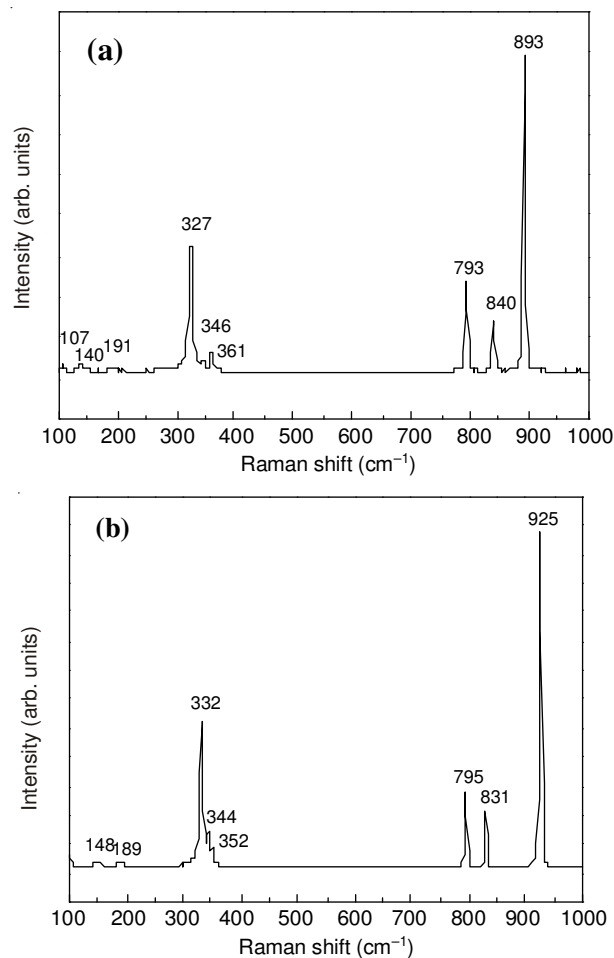 (a)
893
327
793
840
346
361
107
140
191
Intensity (arb. units)
100 200 300 400 500 600 700 800 900 1000
Raman shift (cm⁻¹)
(b)
925
332
795
831
344
352
148
189
Intensity (arb. units)
100 200 300 400 500 600 700 800 900 1000
Raman shift (cm⁻¹)